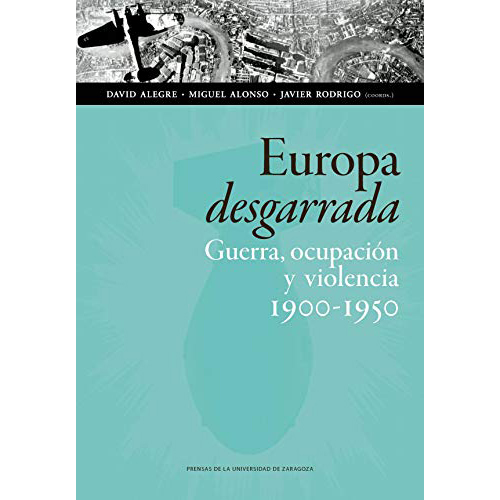 DAVID ALEGRE • MIGUEL ALONSO • JAVIER RODRIGO (COORDS.)
Europa
desgarrada
Guerra, ocupación
y violencia
1900-1950
PRENSAS DE LA UNIVERSIDAD DE ZARAGOZA